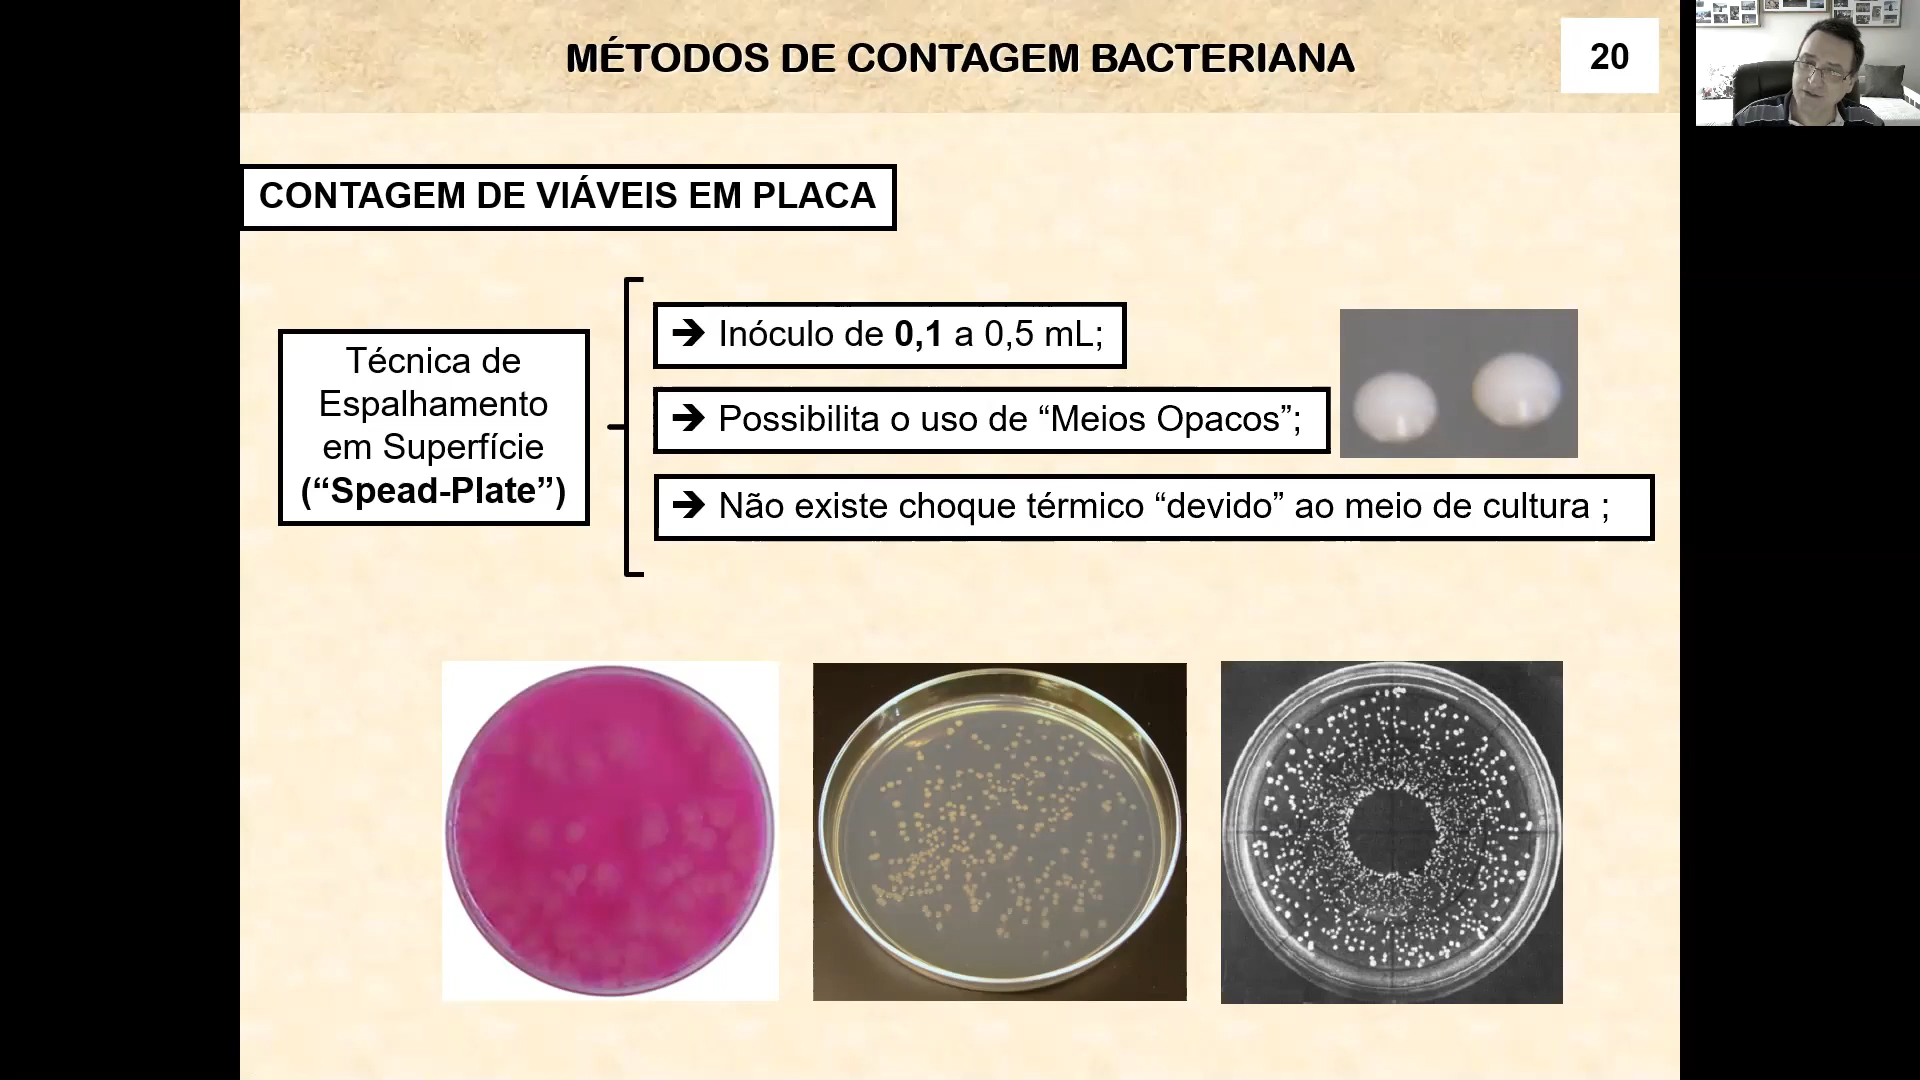 MÉTODOS DE CONTAGEM BACTERIANA
20
CONTAGEM DE VIÁVEIS EM PLACA
Técnica de
Espalhamento
em Superfície
(“Spead-Plate”)
➔ Inóculo de 0,1 a 0,5 mL;
➔ Possibilita o uso de “Meios Opacos”;
➔ Não existe choque térmico “devido” ao meio de cultura ;